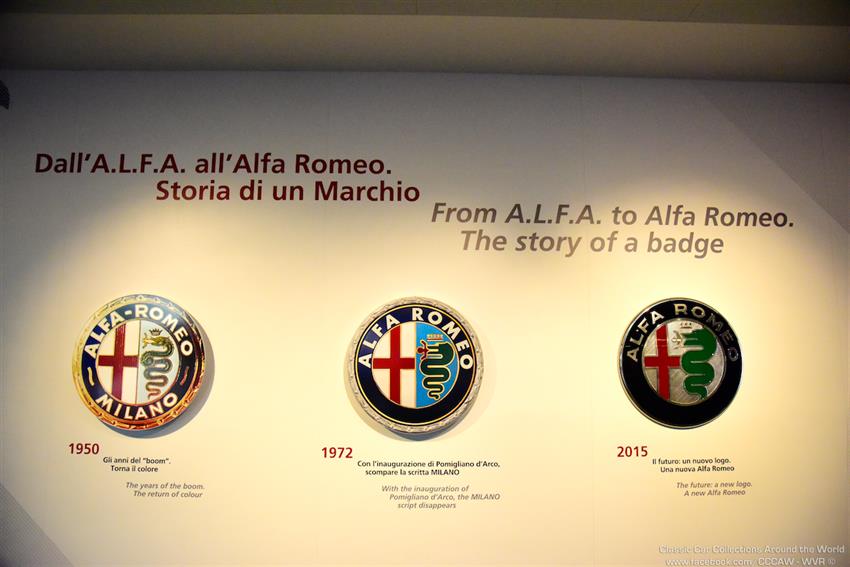 Dall'A.L.F.A. all'Alfa Romeo.
Storia di un Marchio
From A.L.F.A. to Alfa Romeo.
The story of a badge
ALFA-ROMEO
MILANO
1950
Gli anni del "boom".
Torna il colore
The years of the boom.
The return of colour
ALFA ROMEO
1972
Con l'inaugurazione di Pomigliano d'Arco,
scompare la scritta MILANO
With the inauguration of
Pomigliano d'Arco, the MILANO
script disappears
ALFA ROMEO
2015
Il futuro: un nuovo logo.
Una nuova Alfa Romeo
The future: a new logo.
A new Alfa Romeo
Classic Car Collections Around the World
www.facebook.com/CCCAW - WVR ©